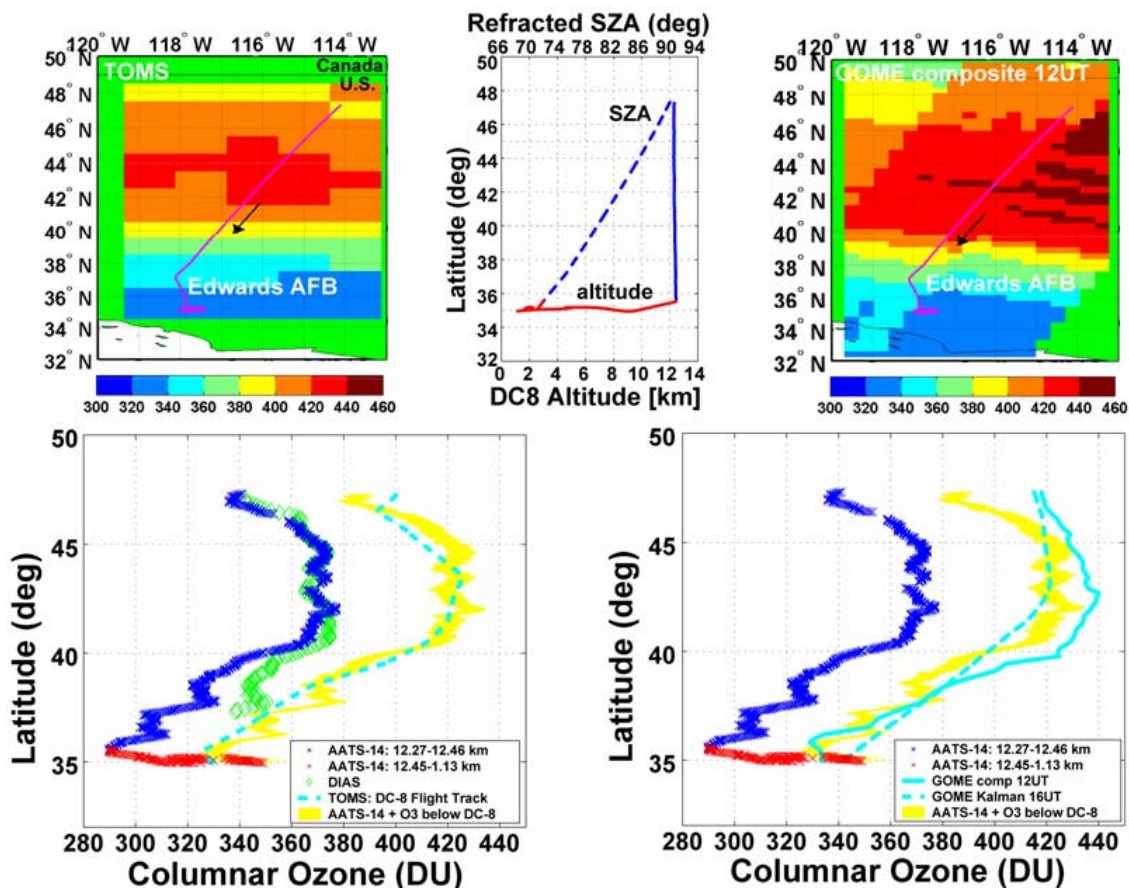 Refracted SZA (deg)
120° W 118° W 116° W 114° W
66 70 74 78 82 86 90 94
120° W 118° W 116° W 114° W
50° N
TOMS
Canada
U.S.
48° N
46° N
44° N
42° N
40° N
38° N
36° N
34° N
32° N
Edwards AFB
300 320 340 360 380 400 420 440 460
Latitude (deg)
50
48
46
44
42
40
38
36
34
32
SZA
altitude
0 2 4 6 8 10 12 14
DC8 Altitude [km]
50° N
GOME composite 12UT
48° N
46° N
44° N
42° N
40° N
38° N
36° N
34° N
32° N
Edwards AFB
300 320 340 360 380 400 420 440 460
Latitude (deg)
50
45
40
35
AATS-14: 12.27-12.46 km
AATS-14: 12.45-1.13 km
DIAS
TOMS: DC-8 Flight Track
AATS-14 + O3 below DC-8
280 300 320 340 360 380 400 420 440
Columnar Ozone (DU)
Latitude (deg)
50
45
40
35
AATS-14: 12.27-12.46 km
AATS-14: 12.45-1.13 km
GOME comp 12UT
GOME Kalman 16UT
AATS-14 + O3 below DC-8
280 300 320 340 360 380 400 420 440
Columnar Ozone (DU)